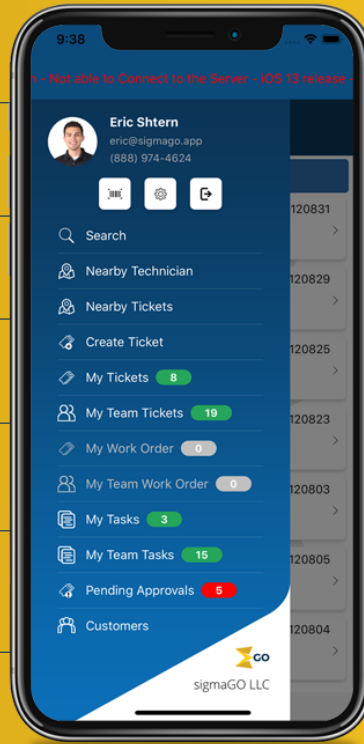 9:38
- Not able to Connect to the Server - IOS 13 release -
Eric Shtern
eric@sigmago.app
(888) 974-4624
Search
120831
Nearby Technician
120829
Nearby Tickets
Create Ticket
120825
My Tickets 8
My Team Tickets 19
120823
My Work Order 0
My Team Work Order 0
120803
My Tasks 3
My Team Tasks 15
120805
Pending Approvals 5
Customers
120804
GO
sigmaGO LLC